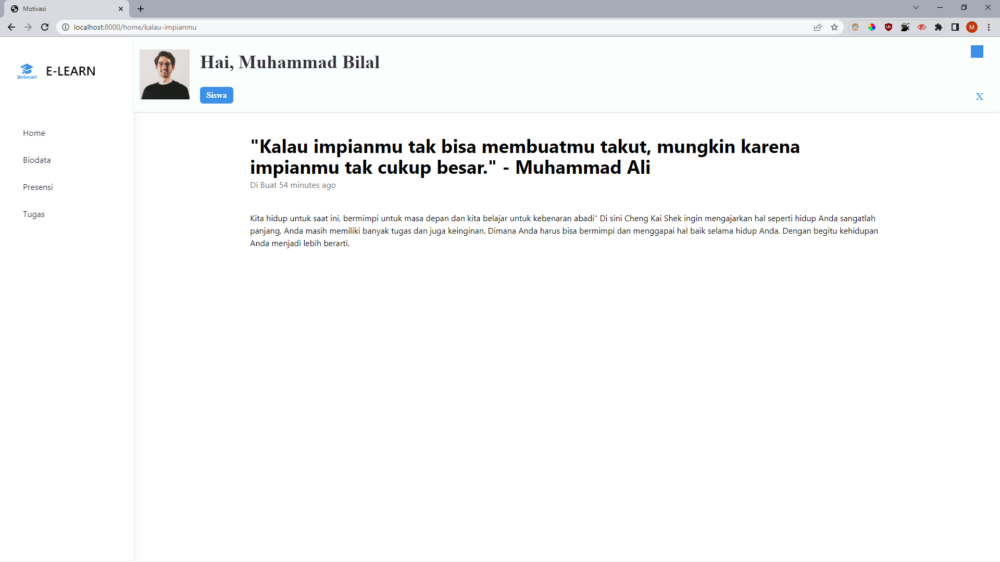 Motivasi
localhost:8000/home/kalau-impianmu
M
BeSmart
E-LEARN
Home
Biodata
Presensi
Tugas
Hai, Muhammad Bilal
Siswa
X
"Kalau impianmu tak bisa membuatmu takut, mungkin karena
impianmu tak cukup besar." - Muhammad Ali
Di Buat 54 minutes ago
Kita hidup untuk saat ini, bermimpi untuk masa depan dan kita belajar untuk kebenaran abadi” Di sini Cheng Kai Shek ingin mengajarkan hal seperti hidup Anda sangatlah
panjang, Anda masih memiliki banyak tugas dan juga keinginan. Dimana Anda harus bisa bermimpi dan menggapai hal baik selama hidup Anda. Dengan begitu kehidupan
Anda menjadi lebih berarti.